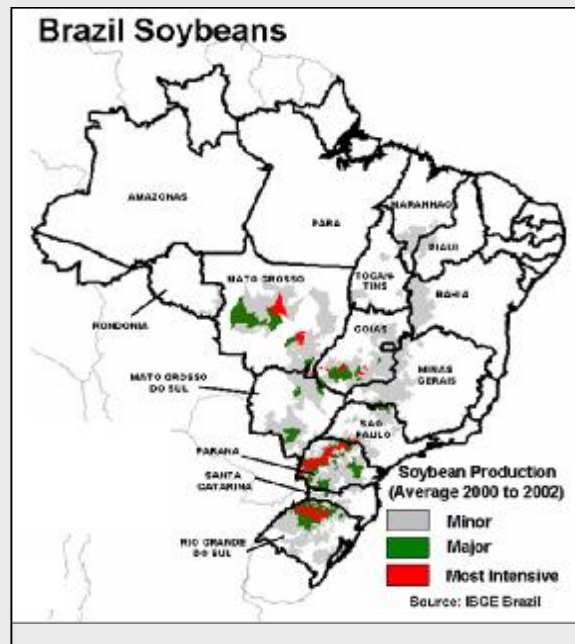 Brazil Soybeans
AMAZONAS
PARA
MARANHAO
PIAUI
MATO GROSSO
TOCAN-
TINS
BAHIA
RONDONIA
GOIAS
MATO GROSSO
DO SUL
MINAS
GERAIS
SAO
PAULO
PARANA
SANTA
CATARINA
RIO GRANDE
DO SUL
Soybean Production
(Average 2000 to 2002)
Minor
Major
Most Intensive
Source: IBGE Brazil